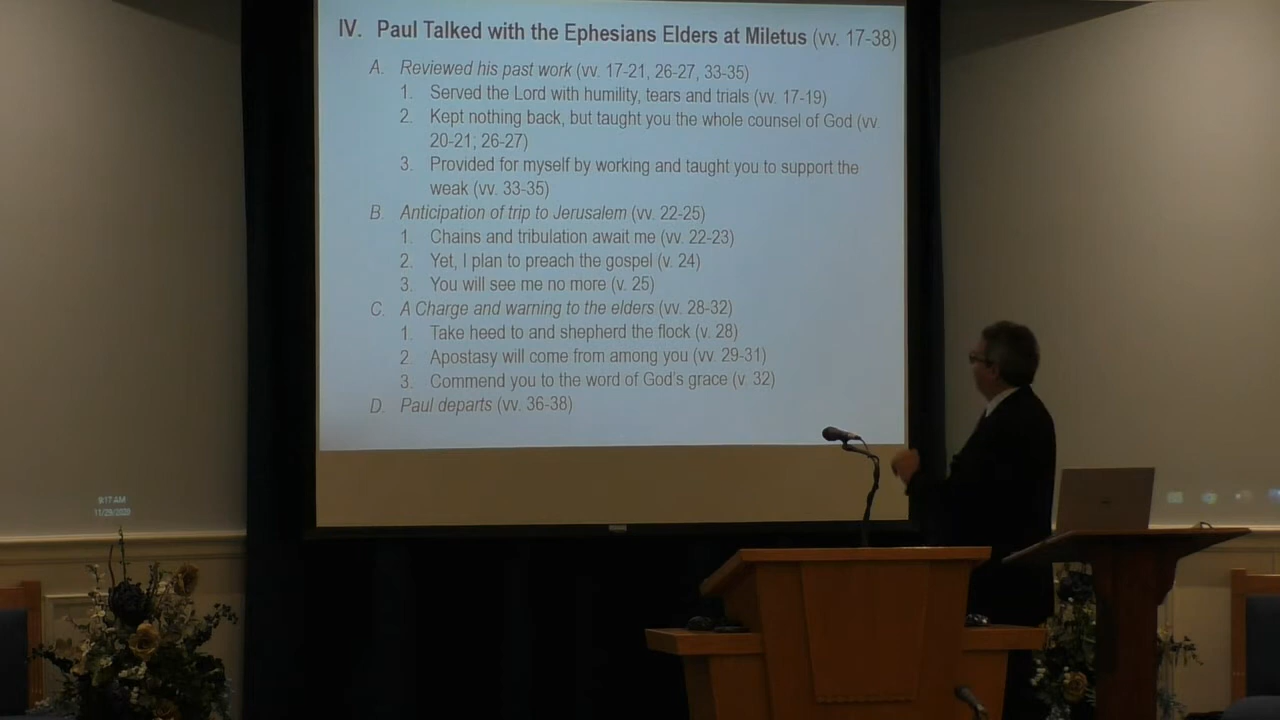 IV. Paul Talked with the Ephesians Elders at Miletus (vv. 17-38)
A. Reviewed his past work (vv. 17-21, 26-27, 33-35)
1. Served the Lord with humility, tears and trials (vv. 17-19)
2. Kept nothing back, but taught you the whole counsel of God (vv.
20-21; 26-27)
3. Provided for myself by working and taught you to support the
weak (vv. 33-35)
B. Anticipation of trip to Jerusalem (vv. 22-25)
1. Chains and tribulation await me (vv. 22-23)
2. Yet, I plan to preach the gospel (v. 24)
3. You will see me no more (v. 25)
C. A Charge and warning to the elders (vv. 28-32)
1. Take heed to and shepherd the flock (v. 28)
2. Apostasy will come from among you (vv. 29-31)
3. Commend you to the word of God's grace (v. 32)
D. Paul departs (vv. 36-38)
9:17 AM
11/29/2020